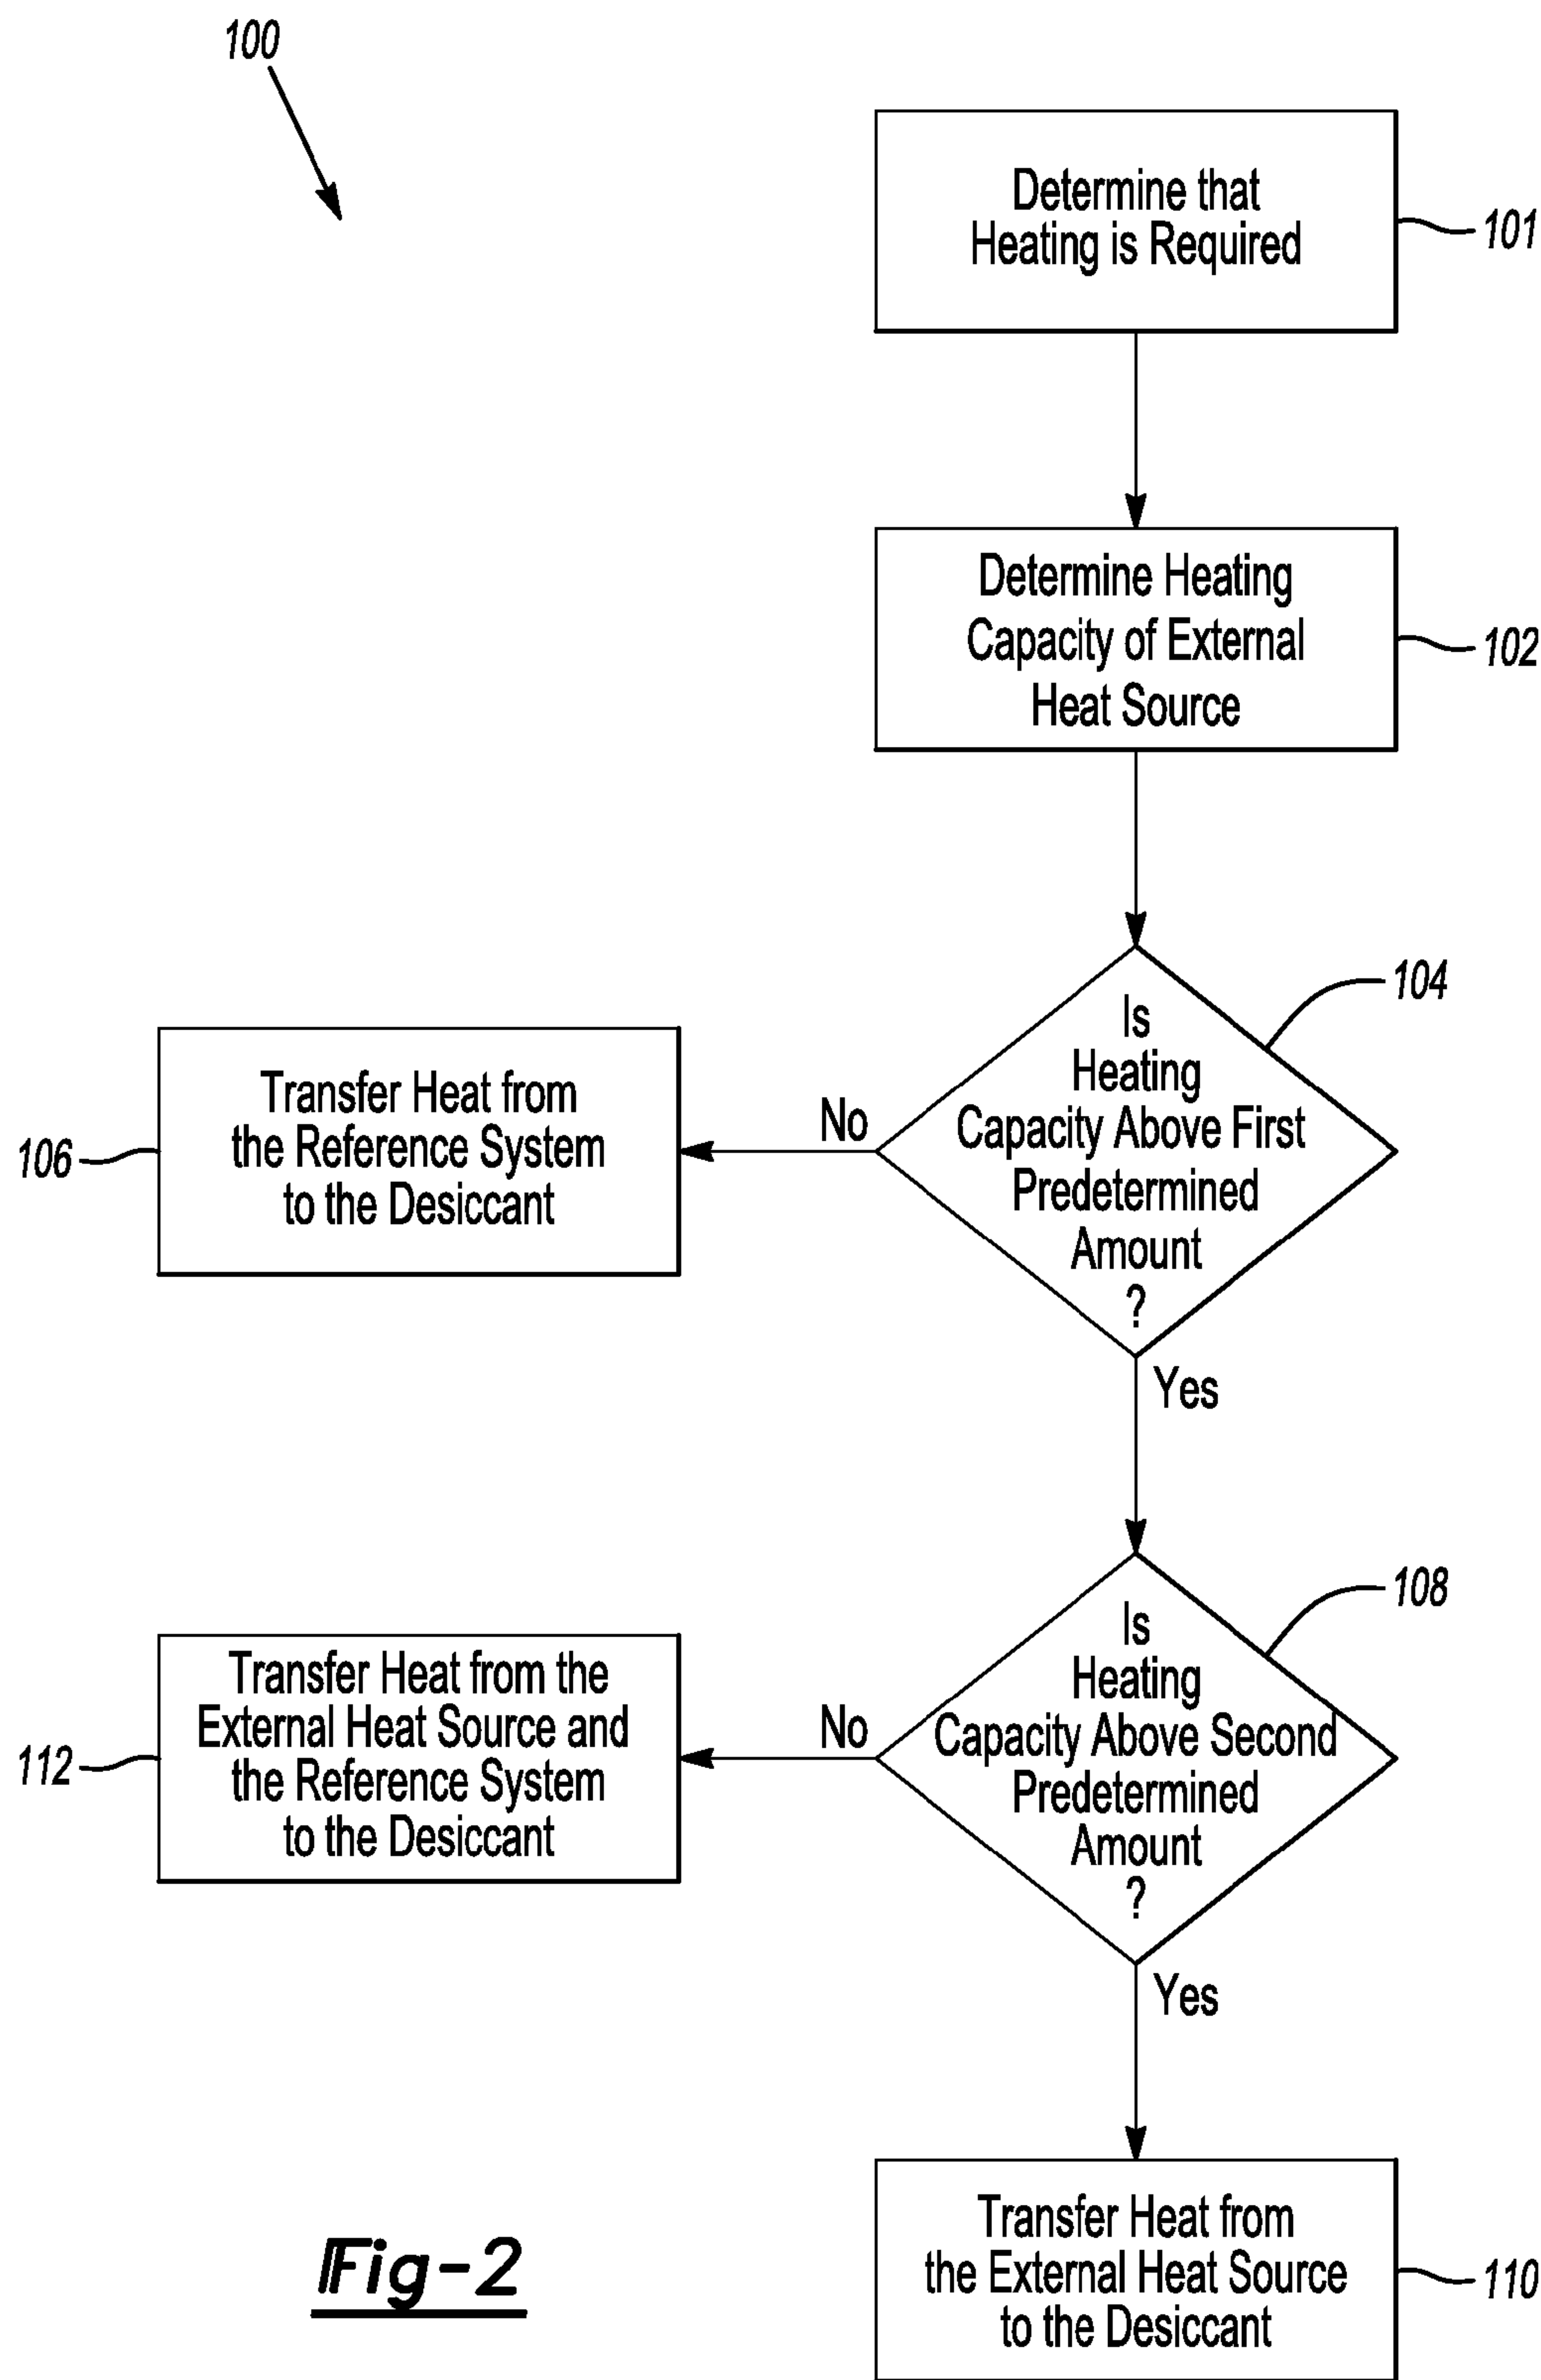 100
Determine that
Heating is Required
101
Determine Heating
Capacity of External
Heat Source
102
Is
Heating
Capacity Above First
Predetermined
Amount
?
104
No
Transfer Heat from
the Reference System
to the Desiccant
106
Yes
Is
Heating
Capacity Above Second
Predetermined
Amount
?
108
No
Transfer Heat from the
External Heat Source and
the Reference System
to the Desiccant
112
Yes
Transfer Heat from
the External Heat Source
to the Desiccant
110
Fig-2